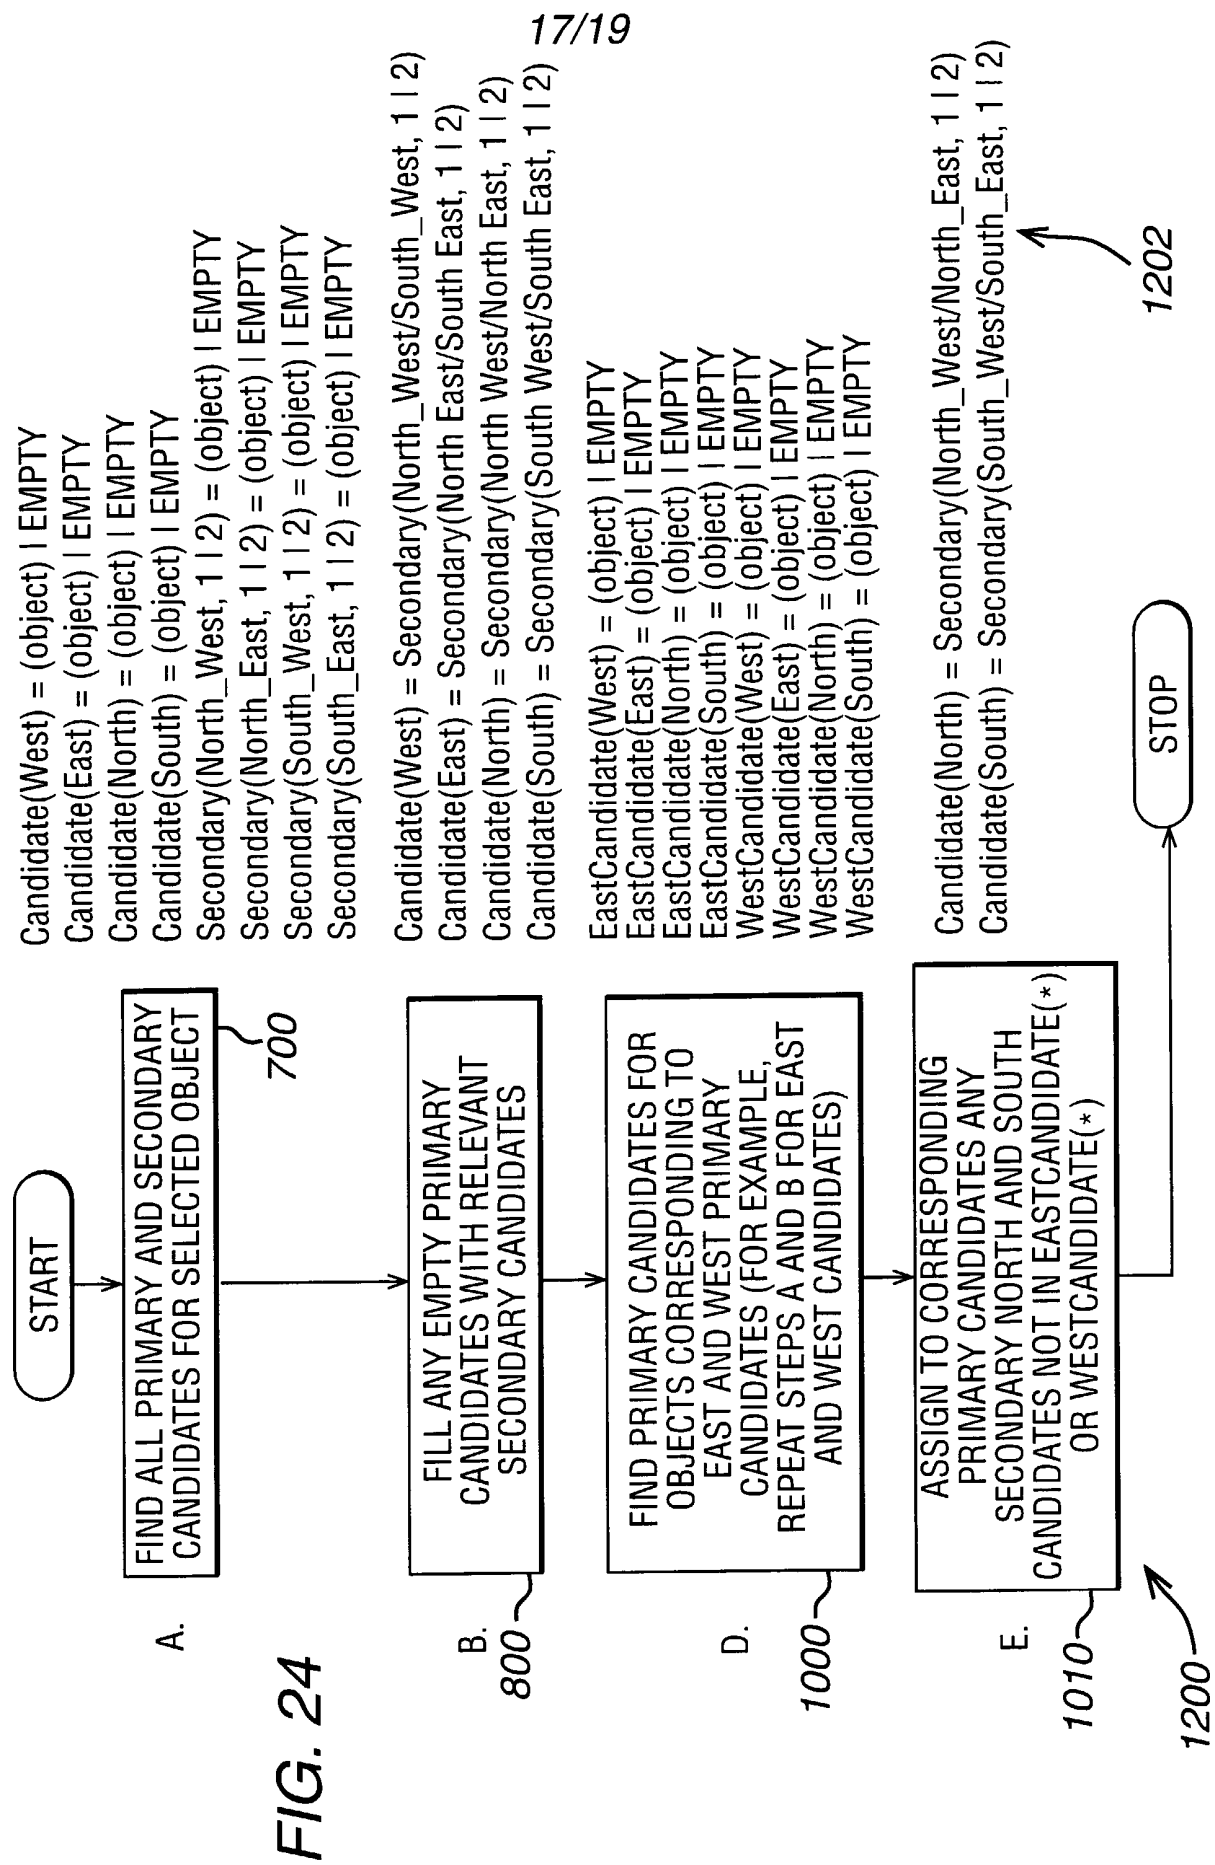 17/19
FIG. 24
START
A.
FIND ALL PRIMARY AND SECONDARY
CANDIDATES FOR SELECTED OBJECT
700
Candidate(West) = (object) | EMPTY
Candidate(East) = (object) | EMPTY
Candidate(North) = (object) | EMPTY
Candidate(South) = (object) | EMPTY
Secondary(North_West, 1 | 2) = (object) | EMPTY
Secondary(North_East, 1 | 2) = (object) | EMPTY
Secondary(South_West, 1 | 2) = (object) | EMPTY
Secondary(South_East, 1 | 2) = (object) | EMPTY
B.
800
FILL ANY EMPTY PRIMARY
CANDIDATES WITH RELEVANT
SECONDARY CANDIDATES
Candidate(West) = Secondary(North_West/South_West, 1 | 2)
Candidate(East) = Secondary(North East/South East, 1 | 2)
Candidate(North) = Secondary(North West/North East, 1 | 2)
Candidate(South) = Secondary(South West/South East, 1 | 2)
D.
1000
FIND PRIMARY CANDIDATES FOR
OBJECTS CORRESPONDING TO
EAST AND WEST PRIMARY
CANDIDATES (FOR EXAMPLE,
REPEAT STEPS A AND B FOR EAST
AND WEST CANDIDATES)
EastCandidate(West) = (object) | EMPTY
EastCandidate(East) = (object) | EMPTY
EastCandidate(North) = (object) | EMPTY
EastCandidate(South) = (object) | EMPTY
WestCandidate(West) = (object) | EMPTY
WestCandidate(East) = (object) | EMPTY
WestCandidate(North) = (object) | EMPTY
WestCandidate(South) = (object) | EMPTY
E.
1010
ASSIGN TO CORRESPONDING
PRIMARY CANDIDATES ANY
SECONDARY NORTH AND SOUTH
CANDIDATES NOT IN EASTCANDIDATE(*)
OR WESTCANDIDATE(*)
Candidate(North) = Secondary(North_West/North_East, 1 | 2)
Candidate(South) = Secondary(South_West/South_East, 1 | 2)
1202
STOP
1200